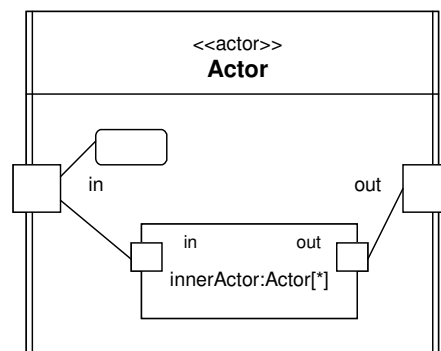 <<actor>>
Actor
in
out
in
out
innerActor:Actor[*]